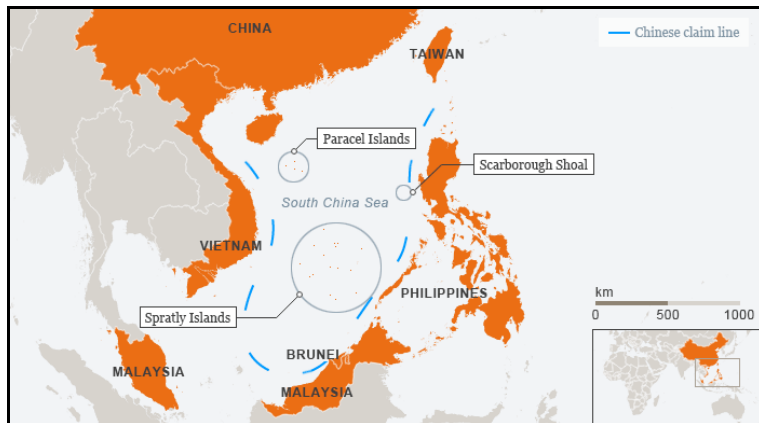 CHINA
Chinese claim line
TAIWAN
Paracel Islands
Scarborough Shoal
South China Sea
VIETNAM
PHILIPPINES
km
0 500 1000
Spratly Islands
BRUNEI
MALAYSIA
MALAYSIA